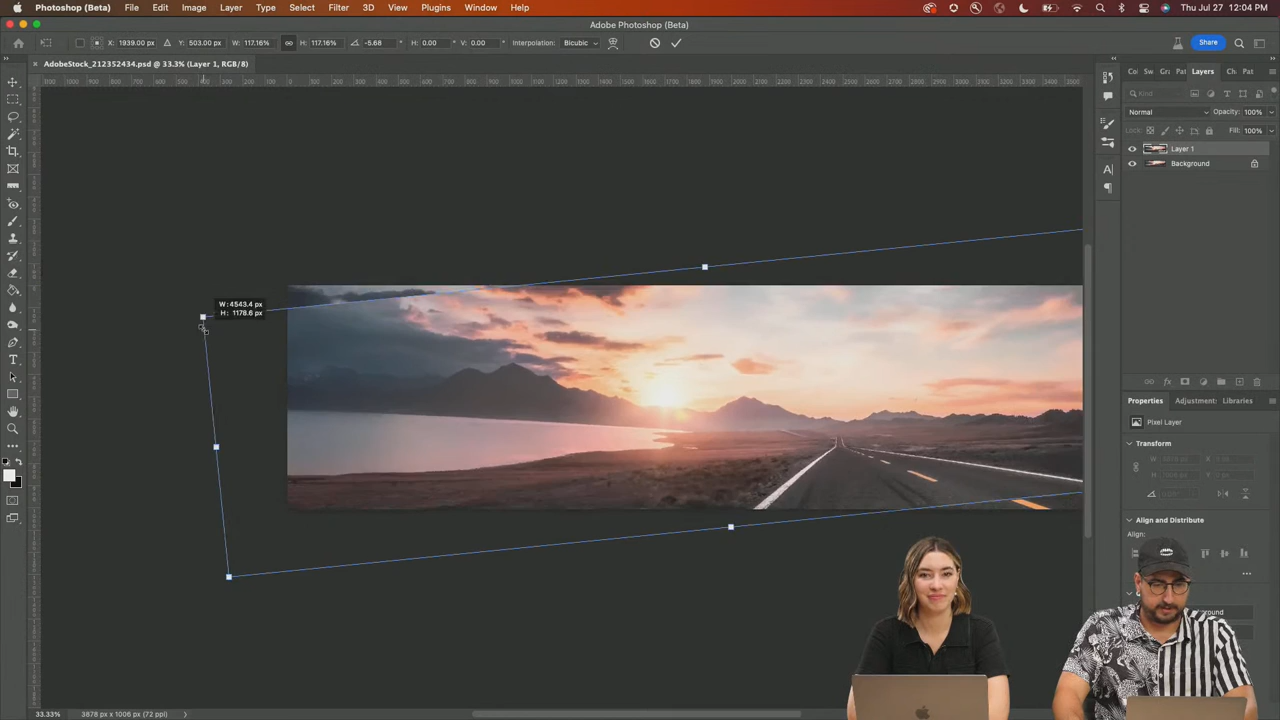 Photoshop (Beta) File Edit Image Layer Type Select Filter 3D View Plugins Window Help Thu Jul 27 12:04 PM
Adobe Photoshop (Beta)
X: 1939.00 px Y: 503.00 px W: 117.16% H: 117.16% -5.68 ° H: 0.00 ° V: 0.00 ° Interpolation: Bicubic Share
AdobeStock_212352434.psd @ 33.3% (Layer 1, RGB/8)
Co Sw Gra Pat Layers Ch Pat
Kind
Normal Opacity: 100%
Lock: Fill: 100%
Layer 1
Background
W: 4543.4 px
H: 1178.6 px
Properties Adjustment: Libraries
Pixel Layer
Transform
Align and Distribute
Align:
33.33% 3878 px x 1006 px (72 ppi)